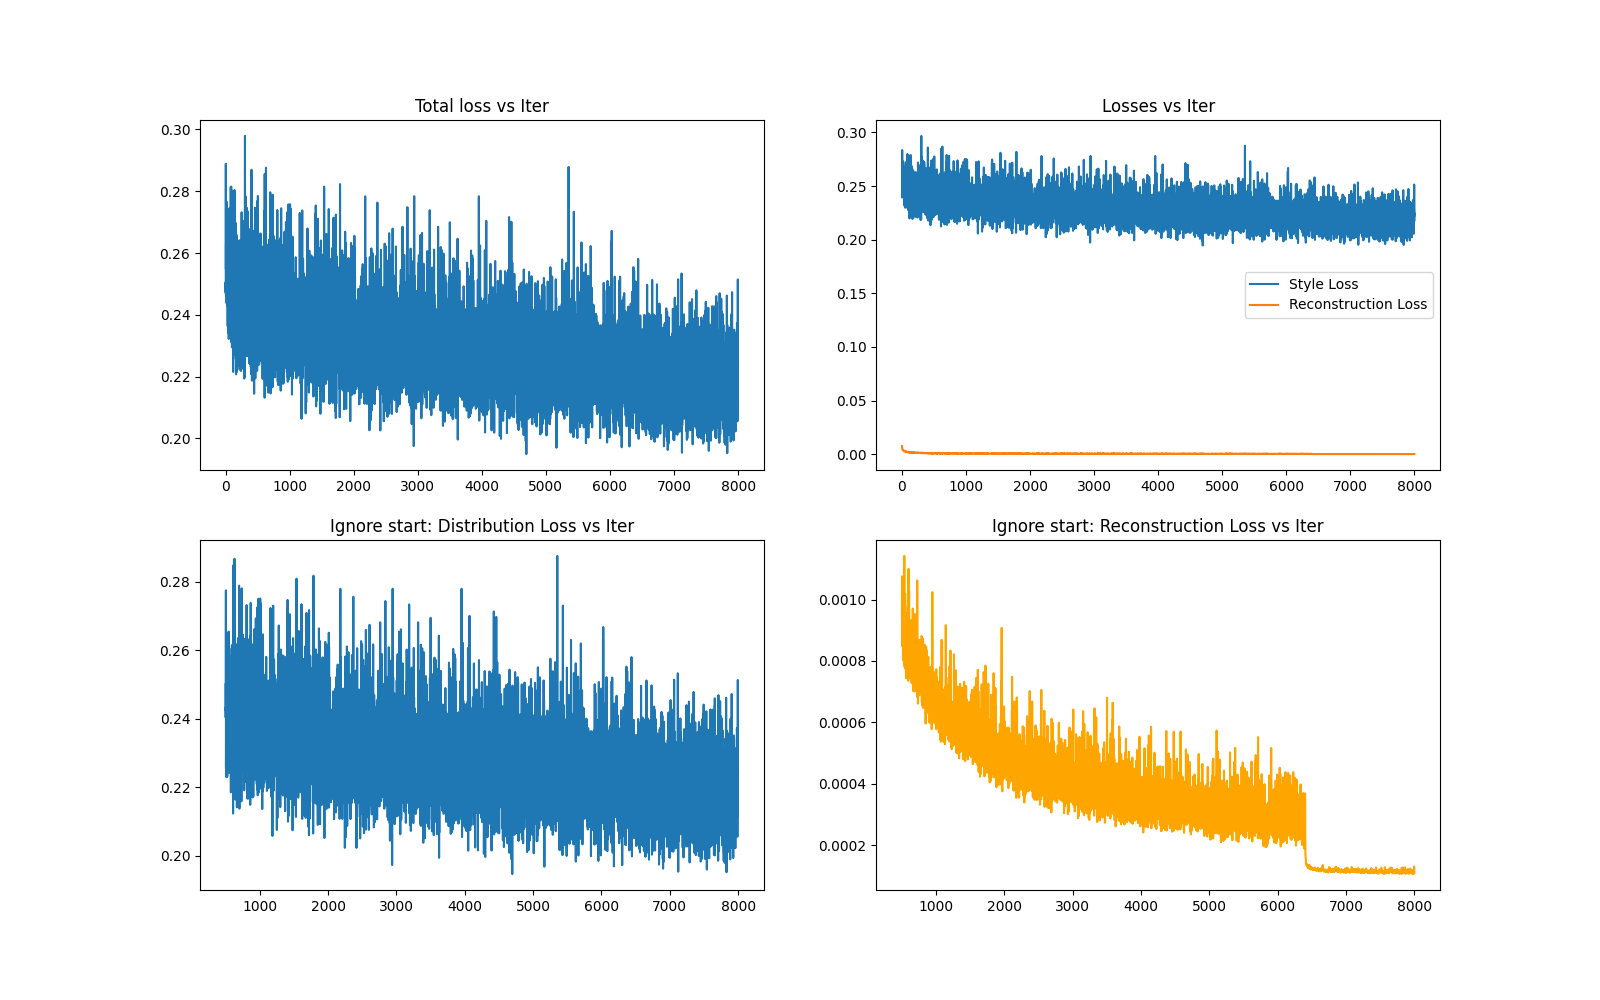 Total loss vs Iter
0.30
0.28
0.26
0.24
0.22
0.20
0 1000 2000 3000 4000 5000 6000 7000 8000
Losses vs Iter
0.30
0.25
0.20
0.15
0.10
0.05
0.00
Style Loss
Reconstruction Loss
0 1000 2000 3000 4000 5000 6000 7000 8000
Ignore start: Distribution Loss vs Iter
0.28
0.26
0.24
0.22
0.20
1000 2000 3000 4000 5000 6000 7000 8000
Ignore start: Reconstruction Loss vs Iter
0.0010
0.0008
0.0006
0.0004
0.0002
1000 2000 3000 4000 5000 6000 7000 8000